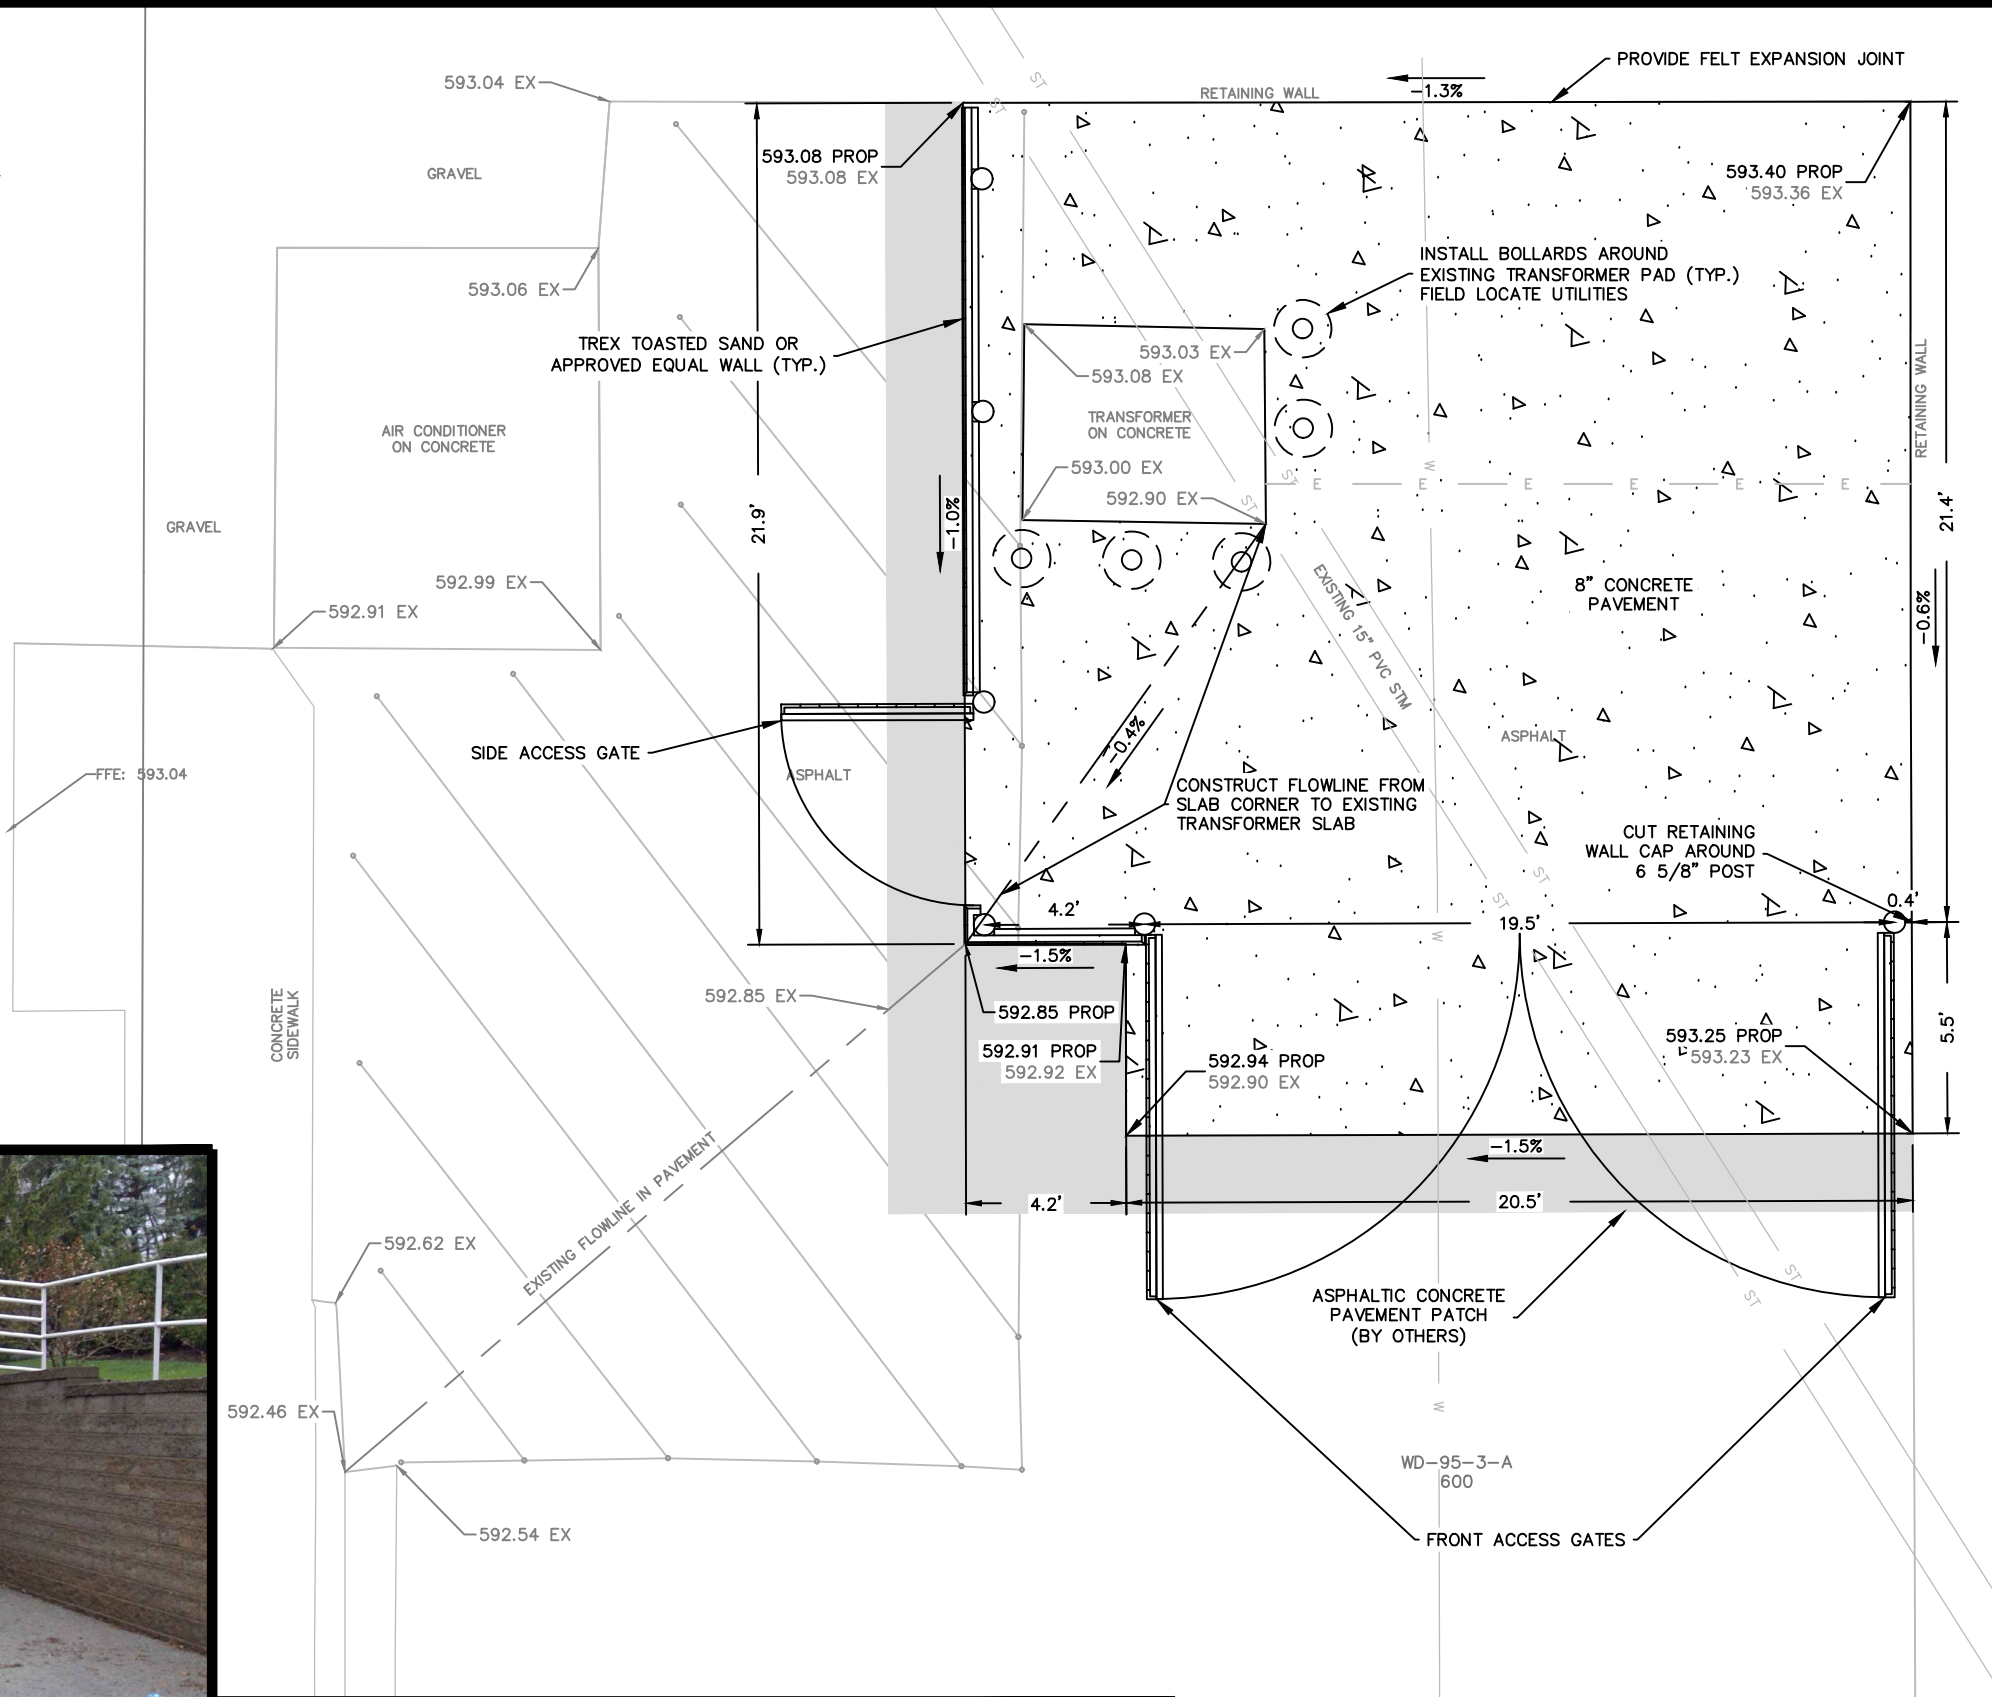 PROVIDE FELT EXPANSION JOINT
593.04 EX
ST
ST
RETAINING WALL
-1.3%
593.08 PROP
593.08 EX
593.40 PROP
593.36 EX
GRAVEL
INSTALL BOLLARDS AROUND
EXISTING TRANSFORMER PAD (TYP.)
FIELD LOCATE UTILITIES
593.06 EX
TREX TOASTED SAND OR
APPROVED EQUAL WALL (TYP.)
593.03 EX
593.08 EX
TRANSFORMER
ON CONCRETE
593.00 EX
592.90 EX
RETAINING WALL
AIR CONDITIONER
ON CONCRETE
W
ST
ST
E
E
E
E
E
E
21.9'
-1.0%
21.4'
GRAVEL
592.99 EX
592.91 EX
EXISTING 15" PVC STM
8" CONCRETE
PAVEMENT
-0.6%
-0.4%
ASPHALT
SIDE ACCESS GATE
ASPHALT
FFE: 593.04
CONSTRUCT FLOWLINE FROM
SLAB CORNER TO EXISTING
TRANSFORMER SLAB
CUT RETAINING
WALL CAP AROUND
6 5/8" POST
ST
ST
0.4'
4.2'
19.5'
W
-1.5%
592.85 EX
592.85 PROP
CONCRETE
SIDEWALK
592.91 PROP
592.92 EX
592.94 PROP
592.90 EX
593.25 PROP
593.23 EX
5.5'
-1.5%
4.2'
20.5'
EXISTING FLOWLINE IN PAVEMENT
592.62 EX
ST
ST
ASPHALTIC CONCRETE
PAVEMENT PATCH
(BY OTHERS)
592.46 EX
W
WD-95-3-A
600
592.54 EX
FRONT ACCESS GATES